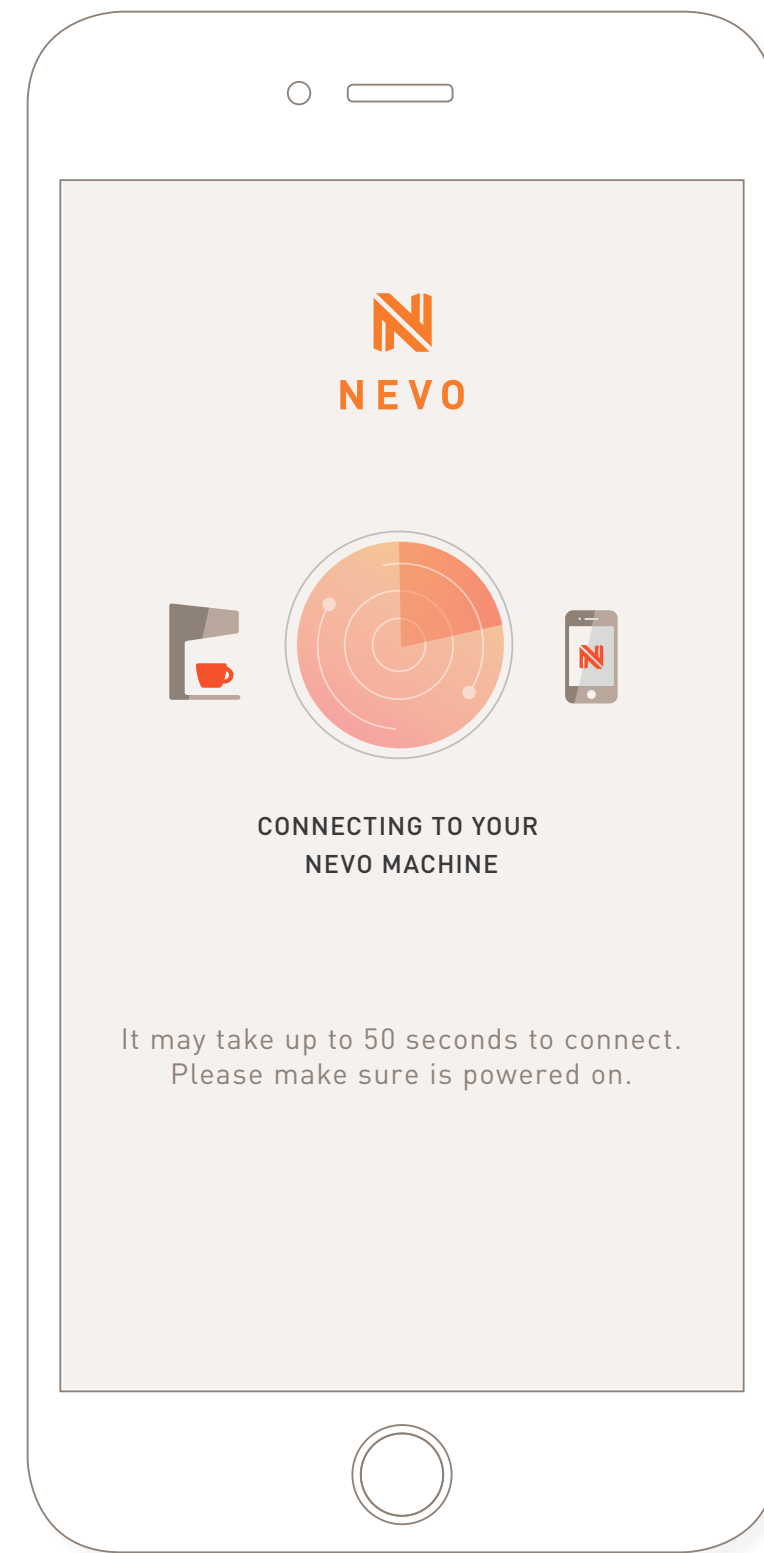 NEVO
CONNECTING TO YOUR
NEVO MACHINE
It may take up to 50 seconds to connect.
Please make sure is powered on.